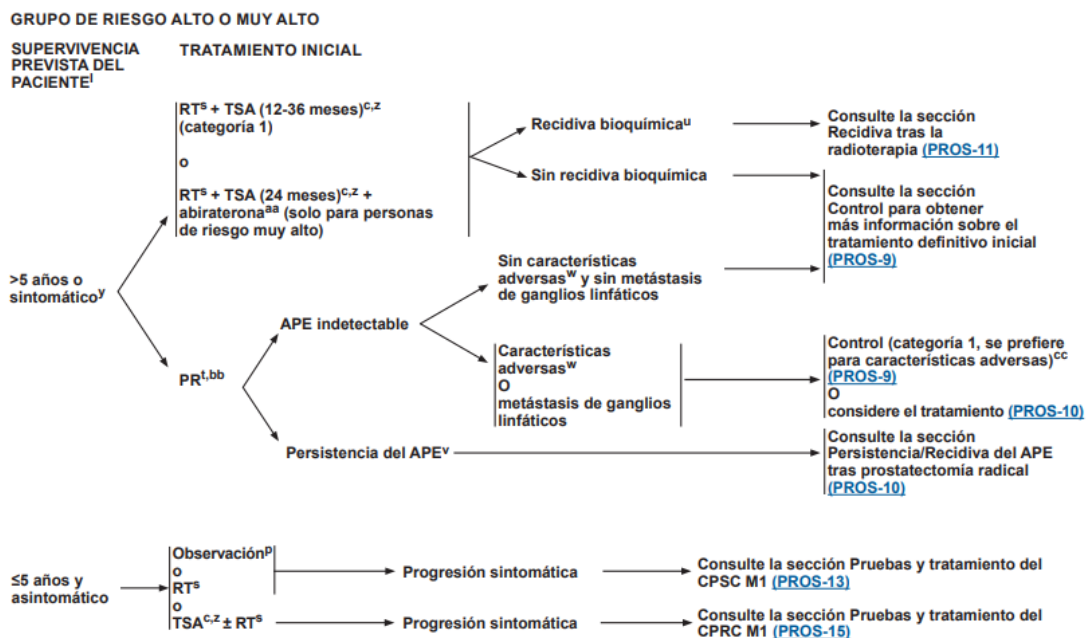 GRUPO DE RIESGO ALTO O MUY ALTO
SUPERVIVENCIA
PREVISTA DEL
PACIENTEˡ
TRATAMIENTO INICIAL
>5 años o
sintomáticoʸ
RTˢ + TSA (12-36 meses)ᶜ,ᶻ
(categoría 1)
o
RTˢ + TSA (24 meses)ᶜ,ᶻ +
abirateronaᵃᵃ (solo para personas
de riesgo muy alto)
Recidiva bioquímicaᵘ
Consulte la sección
Recidiva tras la
radioterapia (PROS-11)
Sin recidiva bioquímica
Consulte la sección
Control para obtener
más información sobre el
tratamiento definitivo inicial
(PROS-9)
PRᵗ,ᵇᵇ
APE indetectable
Sin características
adversasʷ y sin metástasis
de ganglios linfáticos
Características
adversasʷ
O
metástasis de ganglios
linfáticos
Control (categoría 1, se prefiere
para características adversas)ᶜᶜ
(PROS-9)
O
considere el tratamiento (PROS-10)
Persistencia del APEᵛ
Consulte la sección
Persistencia/Recidiva del APE
tras prostatectomía radical
(PROS-10)
≤5 años y
asintomático
Observaciónᵖ
o
RTˢ
o
TSAᶜ,ᶻ ± RTˢ
Progresión sintomática
Consulte la sección Pruebas y tratamiento del
CPSC M1 (PROS-13)
Progresión sintomática
Consulte la sección Pruebas y tratamiento del
CPRC M1 (PROS-15)